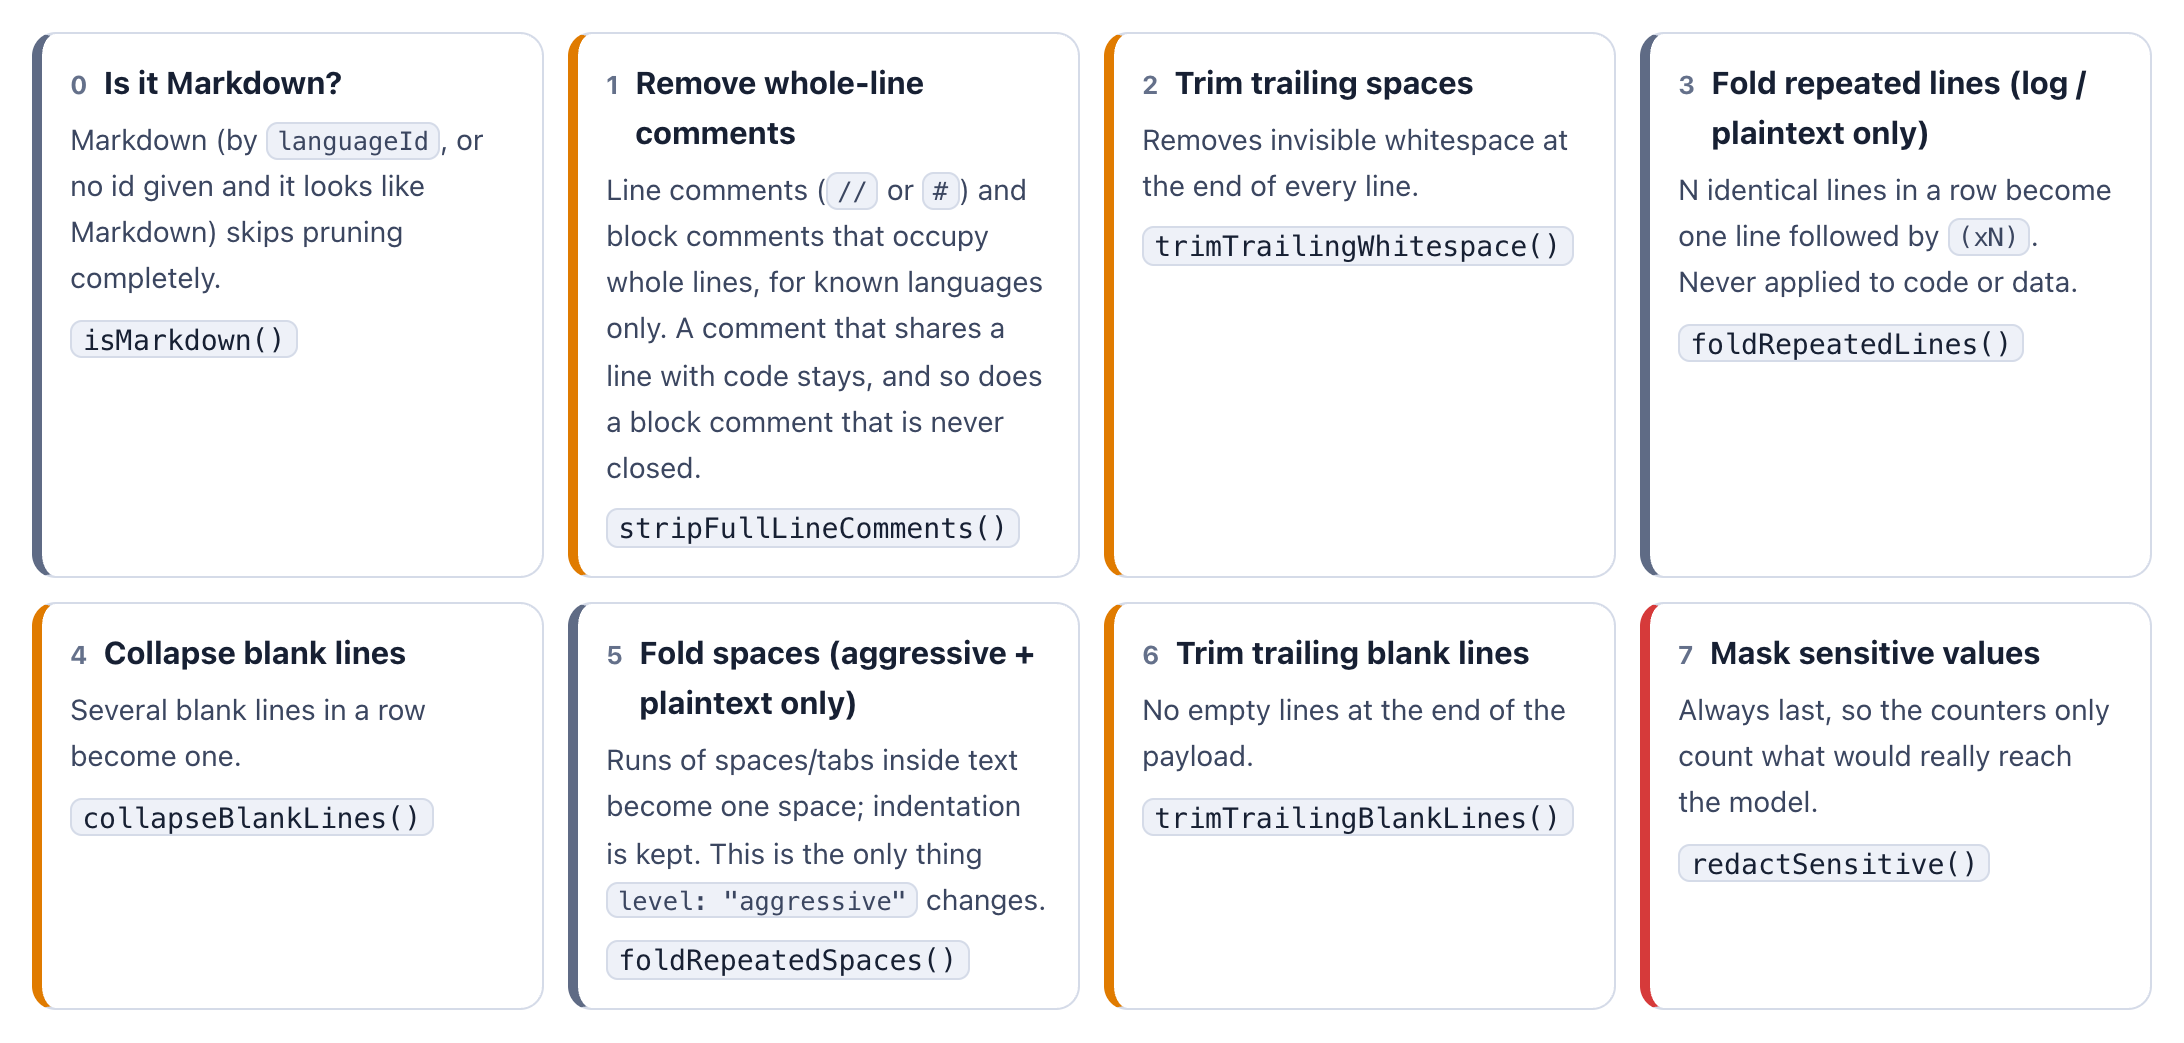 0 Is it Markdown?
Markdown (by languageId, or
no id given and it looks like
Markdown) skips pruning
completely.
isMarkdown()
1 Remove whole-line
comments
Line comments (// or #) and
block comments that occupy
whole lines, for known languages
only. A comment that shares a
line with code stays, and so does
a block comment that is never
closed.
stripFullLineComments()
2 Trim trailing spaces
Removes invisible whitespace at
the end of every line.
trimTrailingWhitespace()
3 Fold repeated lines (log /
plaintext only)
N identical lines in a row become
one line followed by (xN).
Never applied to code or data.
foldRepeatedLines()
4 Collapse blank lines
Several blank lines in a row
become one.
collapseBlankLines()
5 Fold spaces (aggressive +
plaintext only)
Runs of spaces/tabs inside text
become one space; indentation
is kept. This is the only thing
level: "aggressive" changes.
foldRepeatedSpaces()
6 Trim trailing blank lines
No empty lines at the end of the
payload.
trimTrailingBlankLines()
7 Mask sensitive values
Always last, so the counters only
count what would really reach
the model.
redactSensitive()